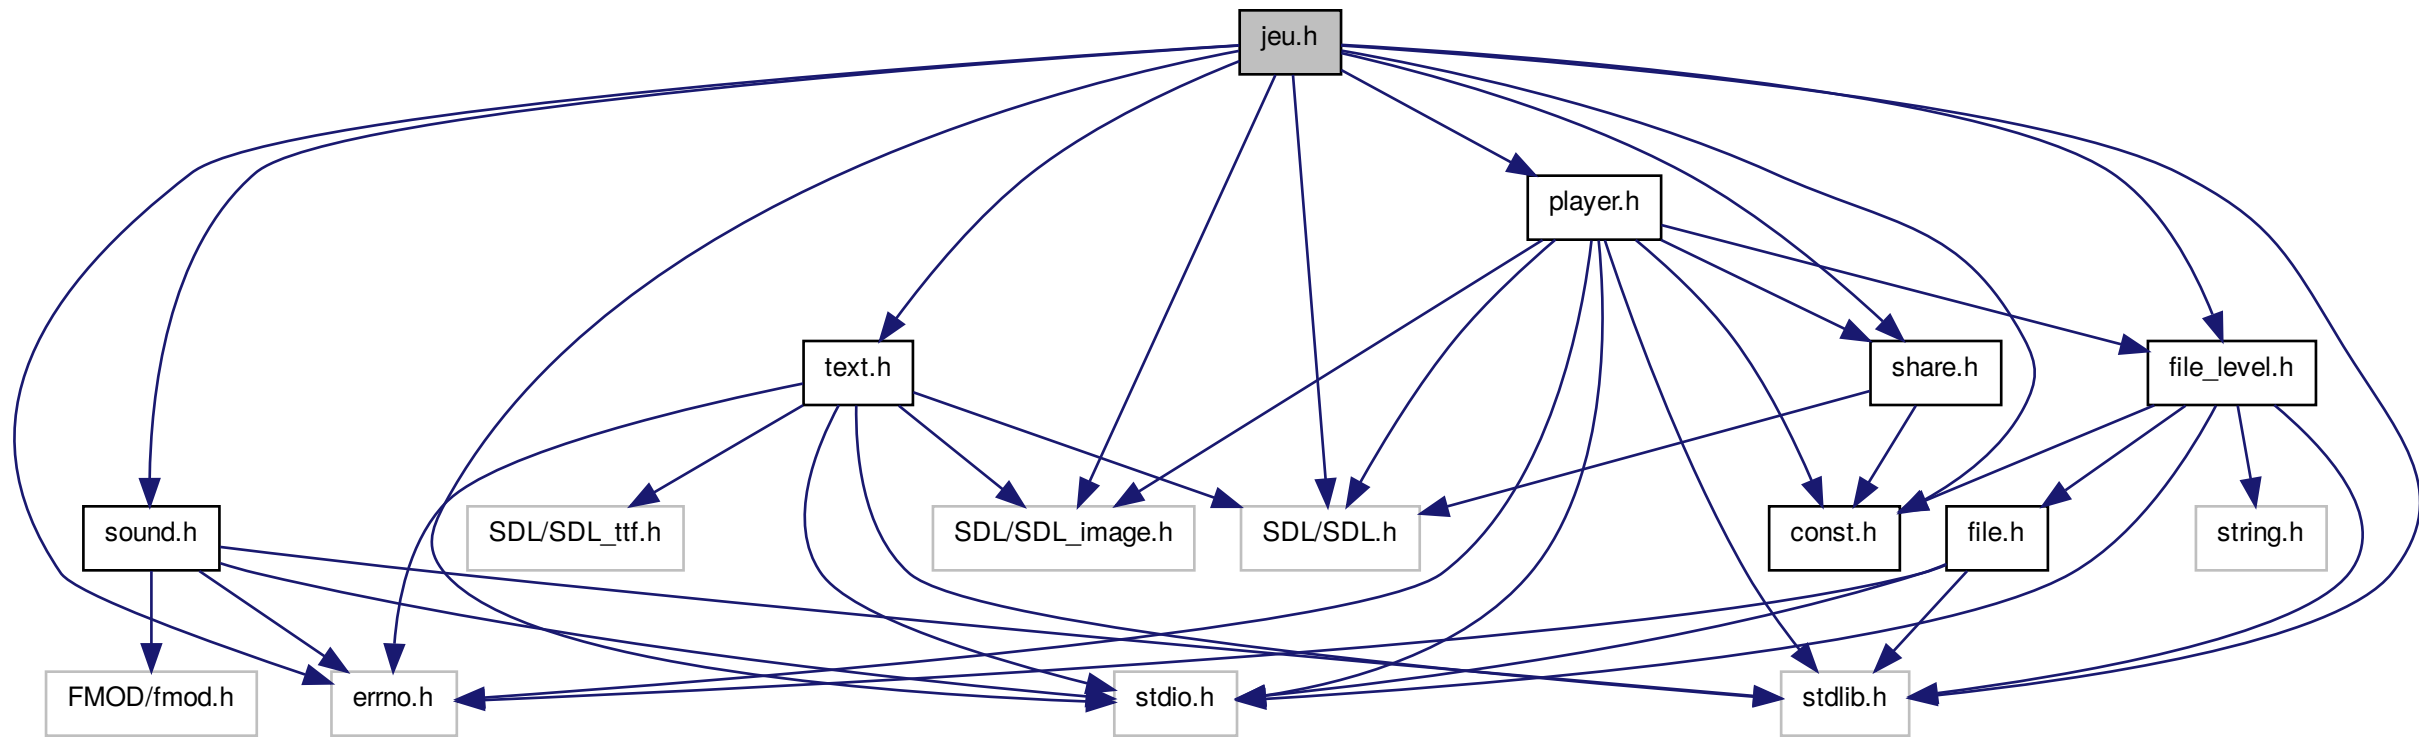 jeu.h
player.h
text.h
share.h
file_level.h
sound.h
SDL/SDL_ttf.h
SDL/SDL_image.h
SDL/SDL.h
const.h
file.h
string.h
FMOD/fmod.h
errno.h
stdio.h
stdlib.h